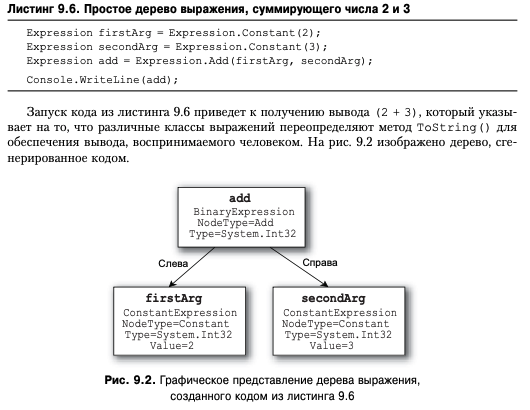 Листинг 9.6. Простое дерево выражения, суммирующего числа 2 и 3
Expression firstArg = Expression.Constant(2);
Expression secondArg = Expression.Constant(3);
Expression add = Expression.Add(firstArg, secondArg);
Console.WriteLine(add);
Запуск кода из листинга 9.6 приведет к получению вывода (2 + 3), который указы-
вает на то, что различные классы выражений переопределяют метод ToString() для
обеспечения вывода, воспринимаемого человеком. На рис. 9.2 изображено дерево, сге-
нерированное кодом.
add
BinaryExpression
NodeType=Add
Type=System.Int32
Слева
Справа
firstArg
ConstantExpression
NodeType=Constant
Type=System.Int32
Value=2
secondArg
ConstantExpression
NodeType=Constant
Type=System.Int32
Value=3
Рис. 9.2. Графическое представление дерева выражения,
созданного кодом из листинга 9.6